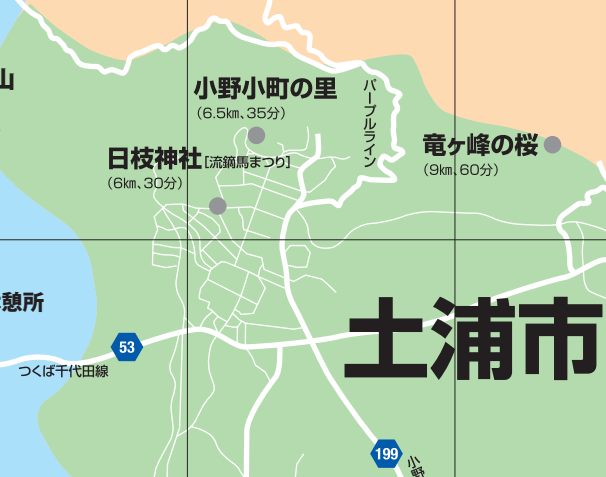 山
小野小町の里
(6.5km、35分)
パープルライン
竜ヶ峰の桜
(9km、60分)
日枝神社[流鏑馬まつり]
(6km、30分)
憩所
土浦市
53
つくば千代田線
199
小野